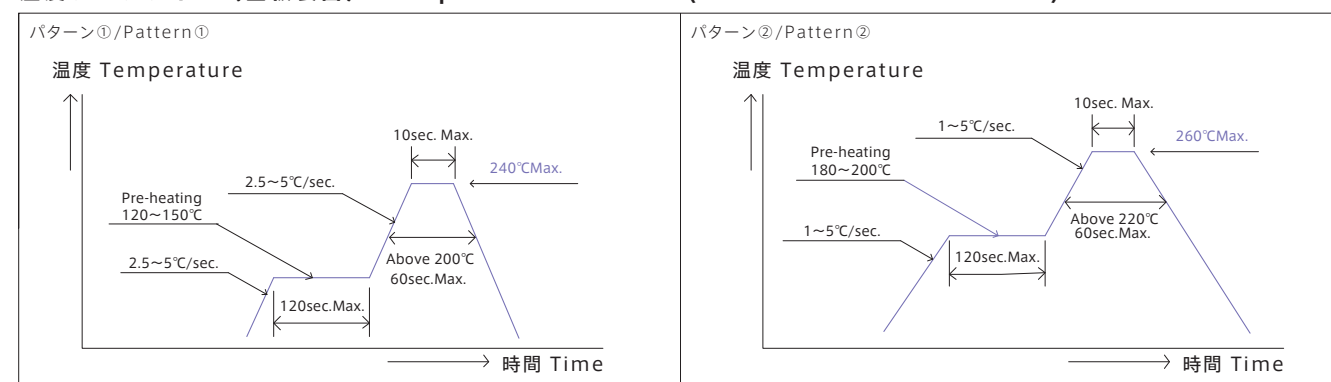 パターン①/Pattern①
温度 Temperature
10sec. Max.
240℃Max.
2.5~5℃/sec.
Pre-heating
120~150℃
Above 200℃
60sec.Max.
2.5~5℃/sec.
120sec.Max.
時間 Time
パターン②/Pattern②
温度 Temperature
10sec. Max.
1~5℃/sec.
260℃Max.
Pre-heating
180~200℃
Above 220℃
60sec.Max.
1~5℃/sec.
120sec.Max.
時間 Time